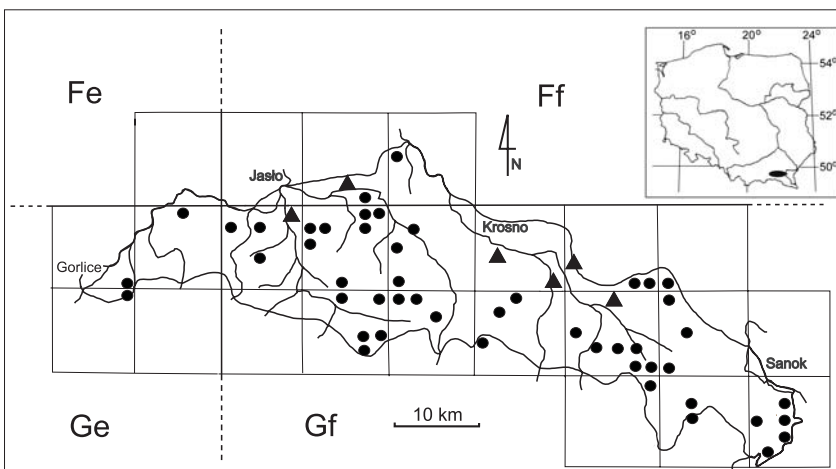 16° 20° 24°
54°
52°
50°
Fe
Ff
N
Jasło
Krosno
Gorlice
Sanok
Ge
Gf
10 km